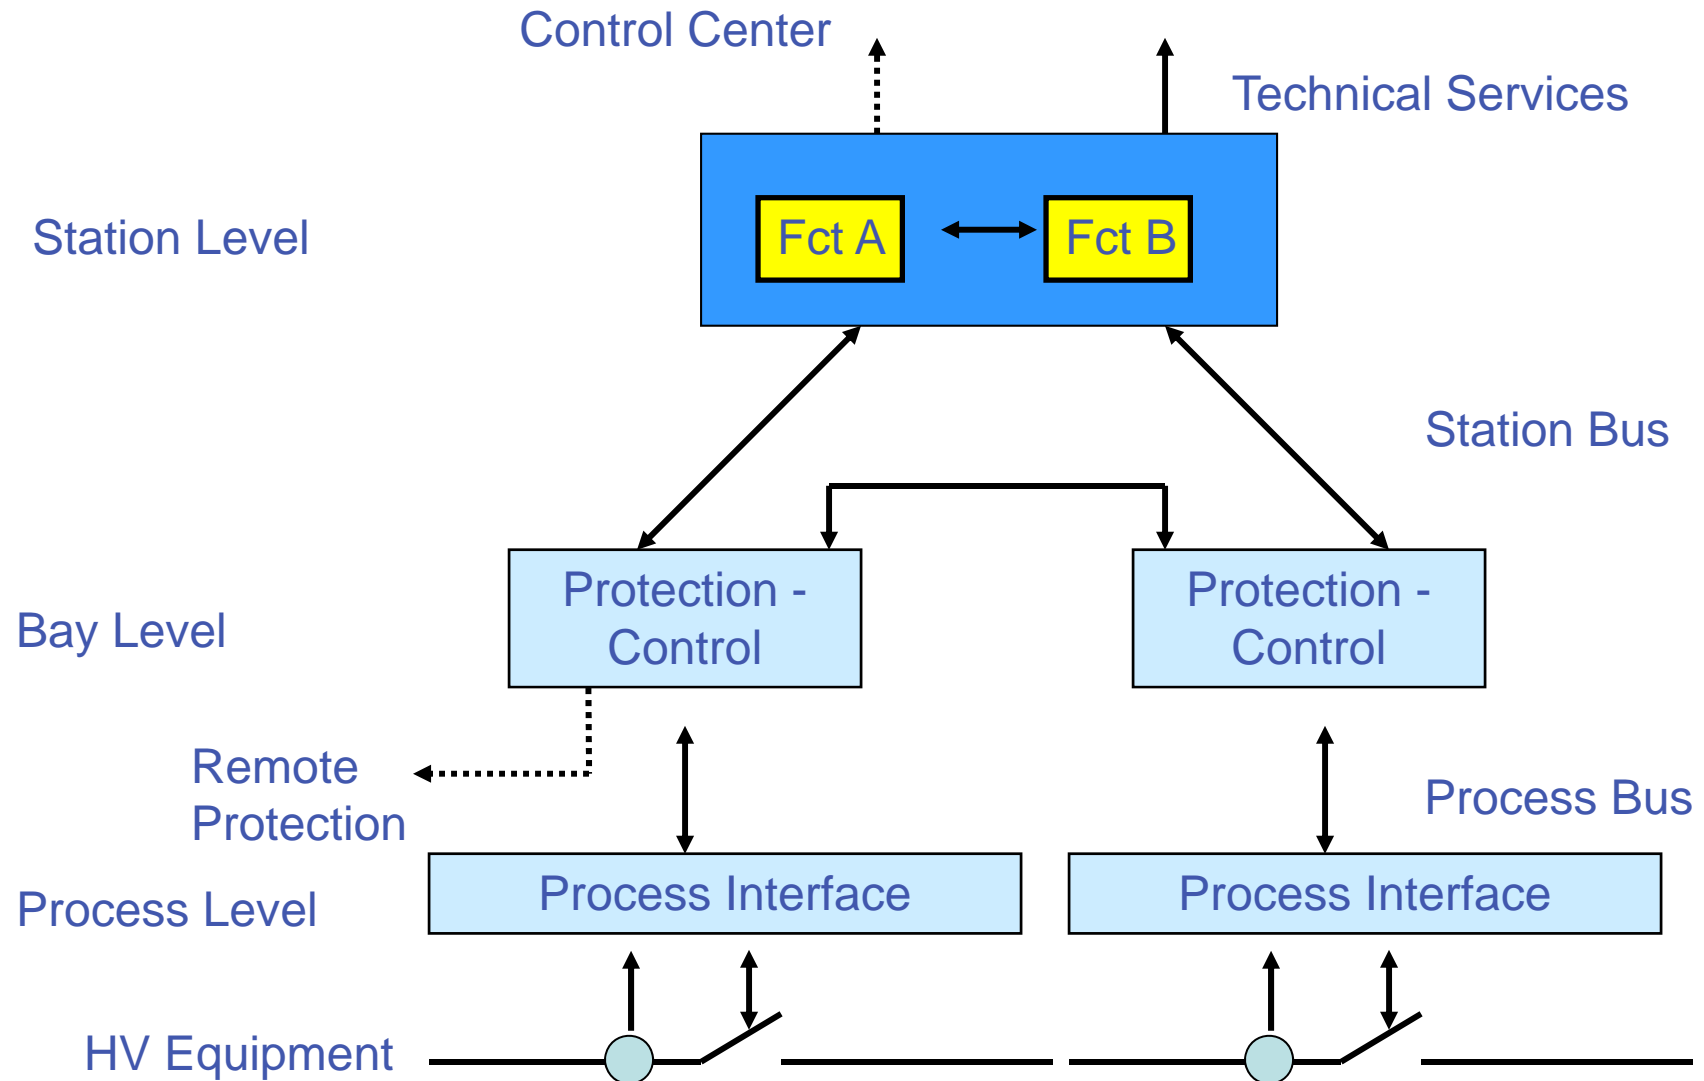 Control Center
Technical Services
Station Level
Fct A
Fct B
Station Bus
Bay Level
Protection -
Control
Protection -
Control
Remote
Protection
Process Bus
Process Level
Process Interface
Process Interface
HV Equipment